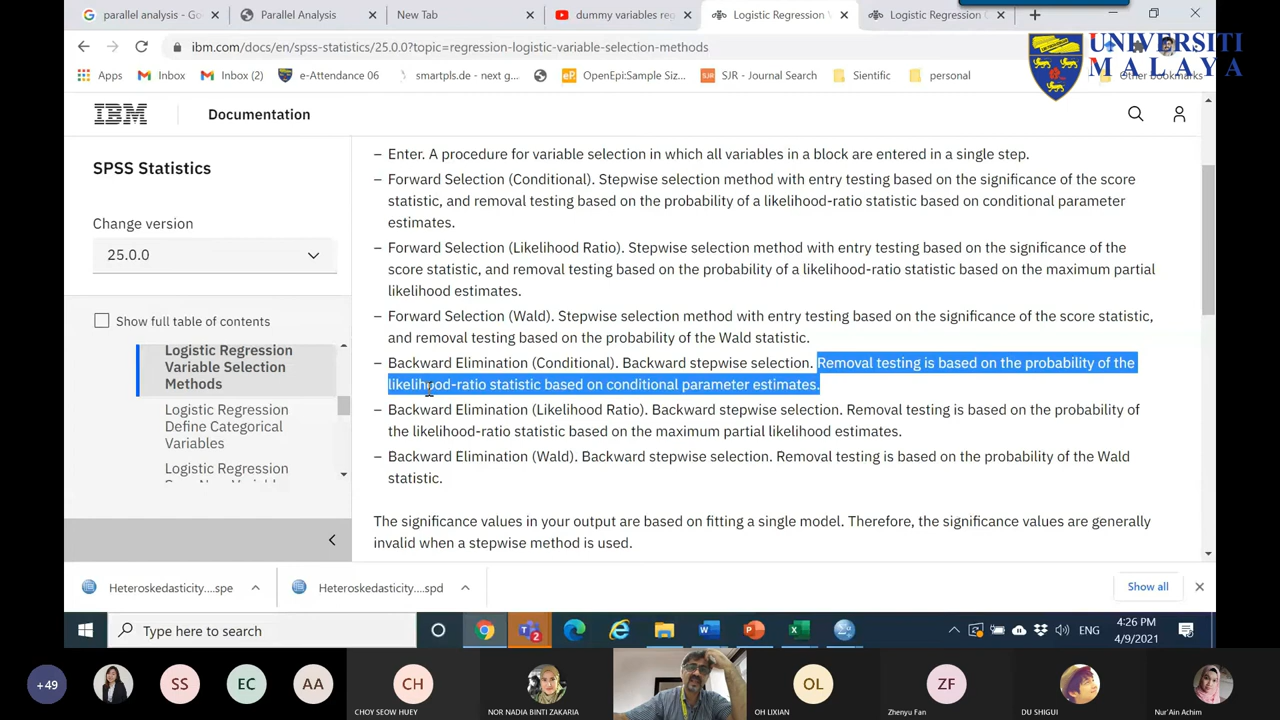 parallel analysis - Go
Parallel Analysis
New Tab
dummy variables re
Logistic Regression V
Logistic Regression
ibm.com/docs/en/spss-statistics/25.0.0?topic=regression-logistic-variable-selection-methods
UNIVERSITI
MALAYA
Apps
Inbox
Inbox (2)
e-Attendance 06
smartpls.de - next g...
OpenEpi:Sample Siz...
SJR - Journal Search
Sientific
personal
Other bookmarks
IBM
Documentation
SPSS Statistics
Change version
25.0.0
Show full table of contents
Logistic Regression
Variable Selection
Methods
Logistic Regression
Define Categorical
Variables
Logistic Regression
– Enter. A procedure for variable selection in which all variables in a block are entered in a single step.
– Forward Selection (Conditional). Stepwise selection method with entry testing based on the significance of the score
statistic, and removal testing based on the probability of a likelihood-ratio statistic based on conditional parameter
estimates.
– Forward Selection (Likelihood Ratio). Stepwise selection method with entry testing based on the significance of the
score statistic, and removal testing based on the probability of a likelihood-ratio statistic based on the maximum partial
likelihood estimates.
– Forward Selection (Wald). Stepwise selection method with entry testing based on the significance of the score statistic,
and removal testing based on the probability of the Wald statistic.
– Backward Elimination (Conditional). Backward stepwise selection. Removal testing is based on the probability of the
likelihood-ratio statistic based on conditional parameter estimates.
– Backward Elimination (Likelihood Ratio). Backward stepwise selection. Removal testing is based on the probability of
the likelihood-ratio statistic based on the maximum partial likelihood estimates.
– Backward Elimination (Wald). Backward stepwise selection. Removal testing is based on the probability of the Wald
statistic.
The significance values in your output are based on fitting a single model. Therefore, the significance values are generally
invalid when a stepwise method is used.
Heteroskedasticity....spe
Heteroskedasticity....spd
Show all
Type here to search
2
ENG
4:26 PM
4/9/2021
+49
SS
EC
AA
CH
CHOY SEOW HUEY
NOR NADIA BINTI ZAKARIA
OL
OH LIXIAN
ZF
Zhenyu Fan
DU SHIGUI
Nur'Ain Achim